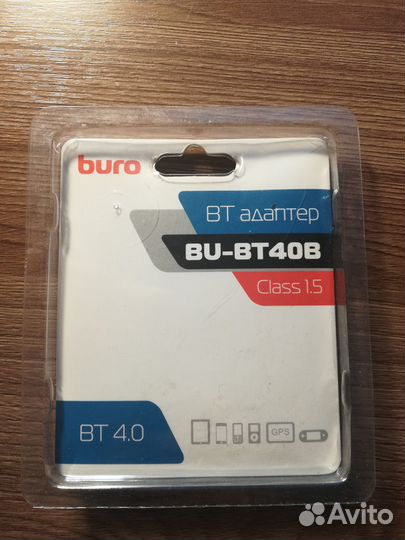 buro
BT адаптер
BU-BT40B
Class 1.5
BT 4.0
GPS
Avito